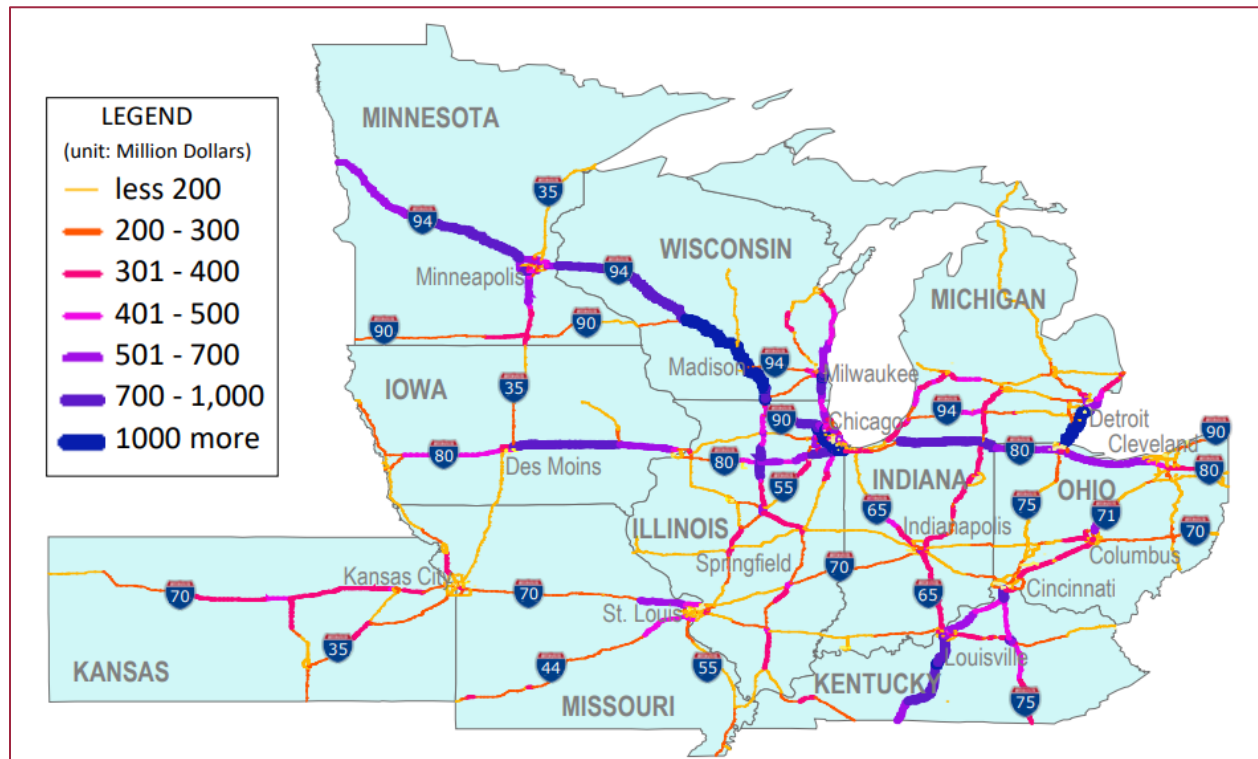 LEGEND
(unit: Million Dollars)
less 200
200 - 300
301 - 400
401 - 500
501 - 700
700 - 1,000
1000 more
MINNESOTA
35
94
WISCONSIN
Minneapolis
94
MICHIGAN
90
90
Madison
94
Milwaukee
IOWA
35
90
Chicago
94
Detroit
Cleveland
90
80
Des Moins
80
55
80
80
INDIANA
OHIO
65
75
71
ILLINOIS
Indianapolis
70
Springfield
Columbus
Kansas City
70
70
70
65
Cincinnati
St. Louis
35
Louisville
KANSAS
44
55
KENTUCKY
75
MISSOURI